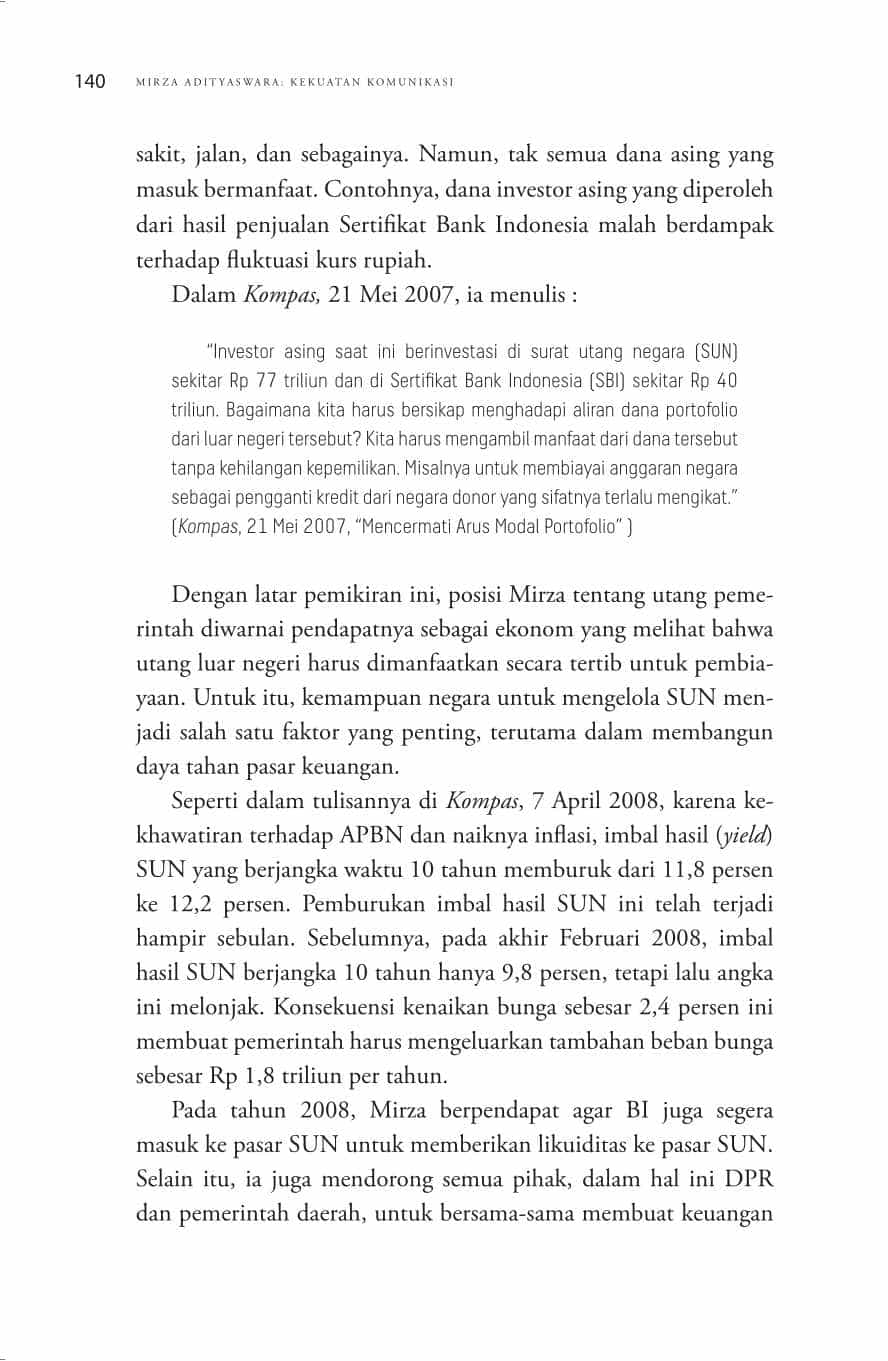 140 MIRZA ADITYASWARA: KEKUATAN KOMUNIKASI
sakit, jalan, dan sebagainya. Namun, tak semua dana asing yang
masuk bermanfaat. Contohnya, dana investor asing yang diperoleh
dari hasil penjualan Sertifikat Bank Indonesia malah berdampak
terhadap fluktuasi kurs rupiah.
Dalam Kompas, 21 Mei 2007, ia menulis :
“Investor asing saat ini berinvestasi di surat utang negara (SUN)
sekitar Rp 77 triliun dan di Sertifikat Bank Indonesia (SBI) sekitar Rp 40
triliun. Bagaimana kita harus bersikap menghadapi aliran dana portofolio
dari luar negeri tersebut? Kita harus mengambil manfaat dari dana tersebut
tanpa kehilangan kepemilikan. Misalnya untuk membiayai anggaran negara
sebagai pengganti kredit dari negara donor yang sifatnya terlalu mengikat.”
(Kompas, 21 Mei 2007, “Mencermati Arus Modal Portofolio” )
Dengan latar pemikiran ini, posisi Mirza tentang utang peme-
rintah diwarnai pendapatnya sebagai ekonom yang melihat bahwa
utang luar negeri harus dimanfaatkan secara tertib untuk pembia-
yaan. Untuk itu, kemampuan negara untuk mengelola SUN men-
jadi salah satu faktor yang penting, terutama dalam membangun
daya tahan pasar keuangan.
Seperti dalam tulisannya di Kompas, 7 April 2008, karena ke-
khawatiran terhadap APBN dan naiknya inflasi, imbal hasil (yield)
SUN yang berjangka waktu 10 tahun memburuk dari 11,8 persen
ke 12,2 persen. Pemburukan imbal hasil SUN ini telah terjadi
hampir sebulan. Sebelumnya, pada akhir Februari 2008, imbal
hasil SUN berjangka 10 tahun hanya 9,8 persen, tetapi lalu angka
ini melonjak. Konsekuensi kenaikan bunga sebesar 2,4 persen ini
membuat pemerintah harus mengeluarkan tambahan beban bunga
sebesar Rp 1,8 triliun per tahun.
Pada tahun 2008, Mirza berpendapat agar BI juga segera
masuk ke pasar SUN untuk memberikan likuiditas ke pasar SUN.
Selain itu, ia juga mendorong semua pihak, dalam hal ini DPR
dan pemerintah daerah, untuk bersama-sama membuat keuangan